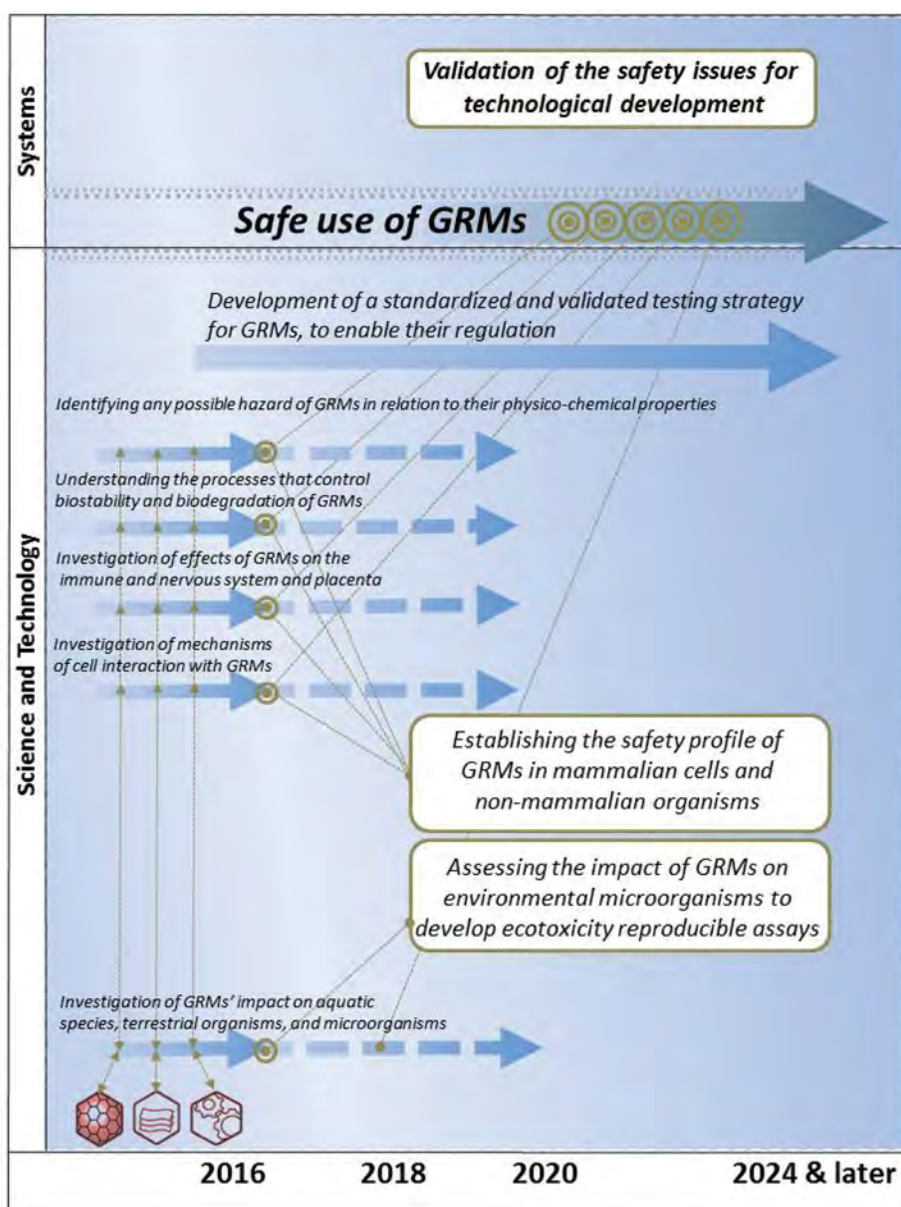 Systems
Validation of the safety issues for
technological development
Safe use of GRMs
Science and Technology
Development of a standardized and validated testing strategy
for GRMs, to enable their regulation
Identifying any possible hazard of GRMs in relation to their physico-chemical properties
Understanding the processes that control
biostability and biodegradation of GRMs
Investigation of effects of GRMs on the
immune and nervous system and placenta
Investigation of mechanisms
of cell interaction with GRMs
Establishing the safety profile of
GRMs in mammalian cells and
non-mammalian organisms
Assessing the impact of GRMs on
environmental microorganisms to
develop ecotoxicity reproducible assays
Investigation of GRMs' impact on aquatic
species, terrestrial organisms, and microorganisms
2016 2018 2020 2024 & later